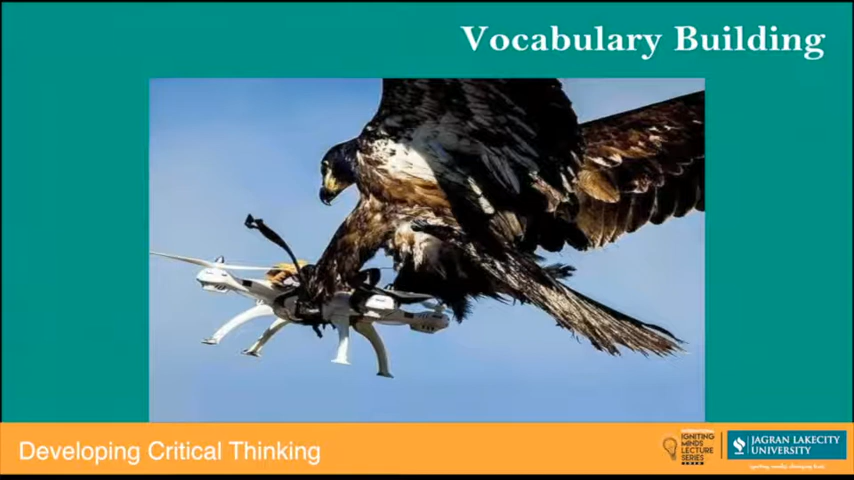 Vocabulary Building
Developing Critical Thinking
IGNITING
MINDS
LECTURE
SERIES
JAGRAN LAKECITY
UNIVERSITY